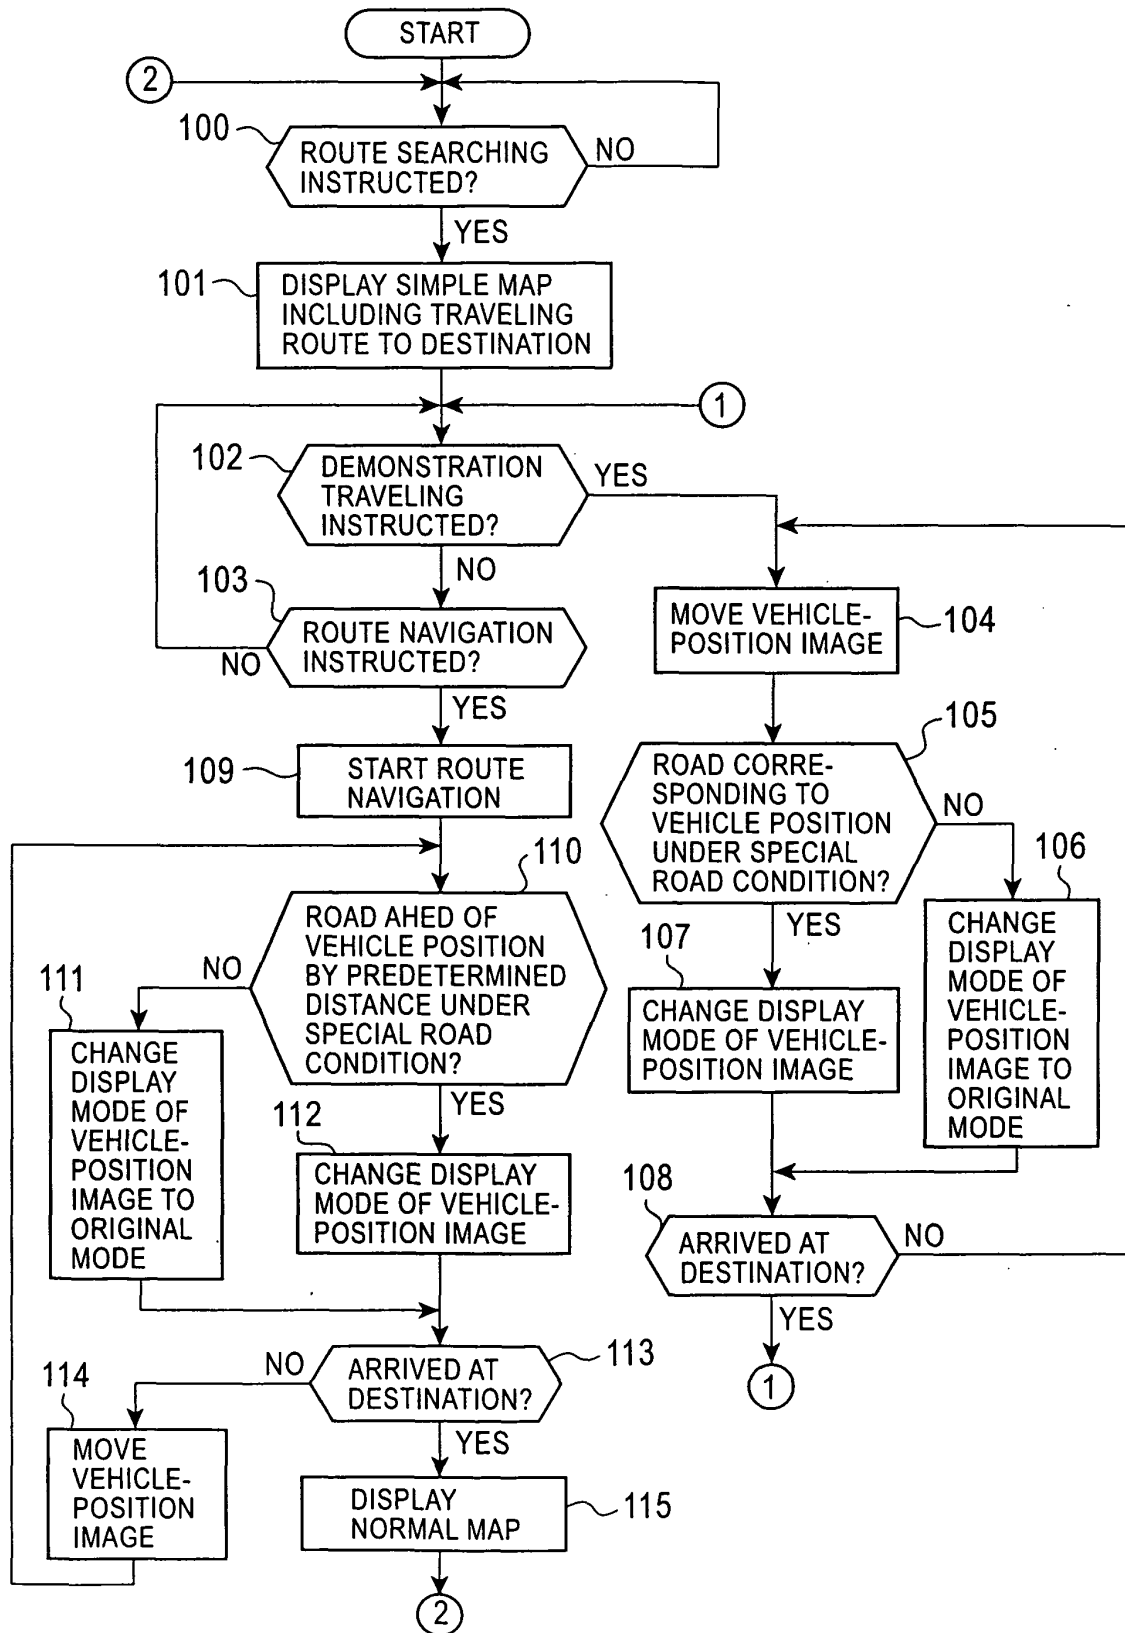 START
2
100
ROUTE SEARCHING
INSTRUCTED?
NO
YES
101
DISPLAY SIMPLE MAP
INCLUDING TRAVELING
ROUTE TO DESTINATION
1
102
DEMONSTRATION
TRAVELING
INSTRUCTED?
YES
NO
103
ROUTE NAVIGATION
INSTRUCTED?
NO
YES
109
START ROUTE
NAVIGATION
110
ROAD AHED OF
VEHICLE POSITION
BY PREDETERMINED
DISTANCE UNDER
SPECIAL ROAD
CONDITION?
NO
YES
111
CHANGE
DISPLAY
MODE OF
VEHICLE-
POSITION
IMAGE TO
ORIGINAL
MODE
112
CHANGE DISPLAY
MODE OF VEHICLE-
POSITION IMAGE
113
ARRIVED AT
DESTINATION?
NO
YES
114
MOVE
VEHICLE-
POSITION
IMAGE
115
DISPLAY
NORMAL MAP
2
104
MOVE VEHICLE-
POSITION IMAGE
105
ROAD CORRE-
SPONDING TO
VEHICLE POSITION
UNDER SPECIAL
ROAD CONDITION?
NO
YES
106
CHANGE
DISPLAY
MODE OF
VEHICLE-
POSITION
IMAGE TO
ORIGINAL
MODE
107
CHANGE DISPLAY
MODE OF VEHICLE-
POSITION IMAGE
108
ARRIVED AT
DESTINATION?
NO
YES
1